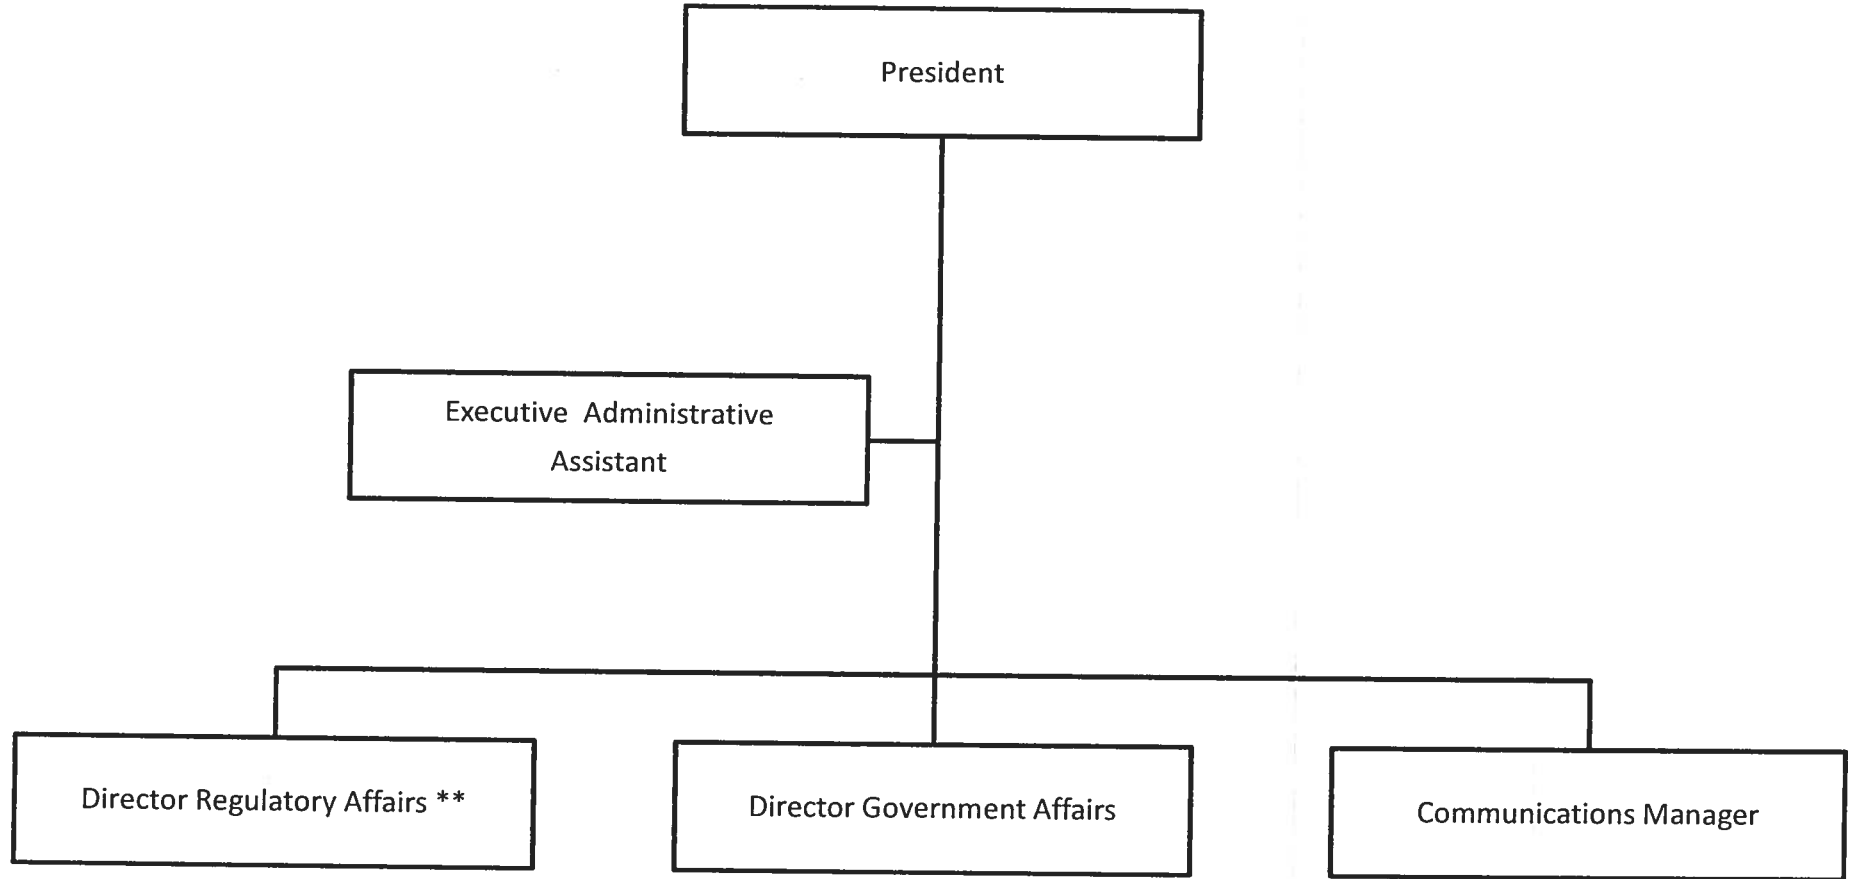 President
Executive Administrative
Assistant
Director Regulatory Affairs **
Director Government Affairs
Communications Manager